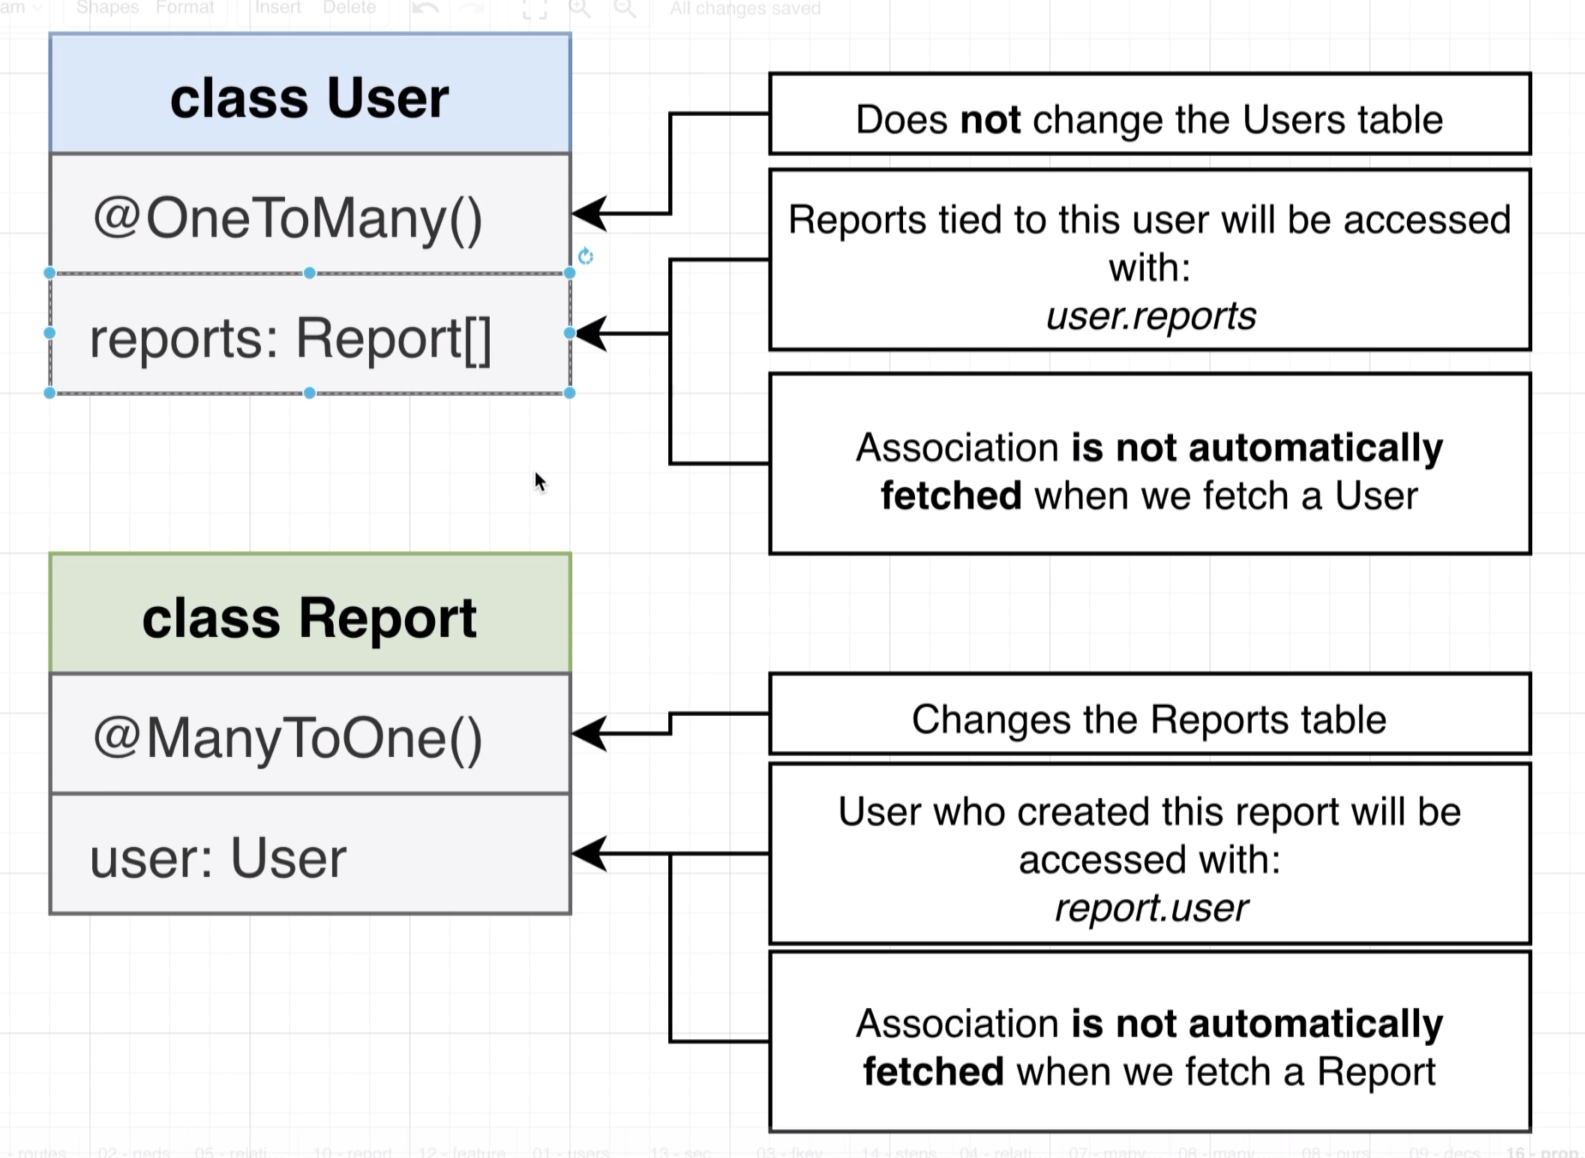 Shapes Format Insert Delete All changes saved
class User
@OneToMany()
reports: Report[]
Does not change the Users table
Reports tied to this user will be accessed
with:
user.reports
Association is not automatically
fetched when we fetch a User
class Report
@ManyToOne()
user: User
Changes the Reports table
User who created this report will be
accessed with:
report.user
Association is not automatically
fetched when we fetch a Report
routes 05 - relati 10 - report 12 - feature 01 - users 13 - sec 03 - fkey 14 - steps 04 - relati 07 - many 08 - many 08 - ours 09 - decs 16 - prop